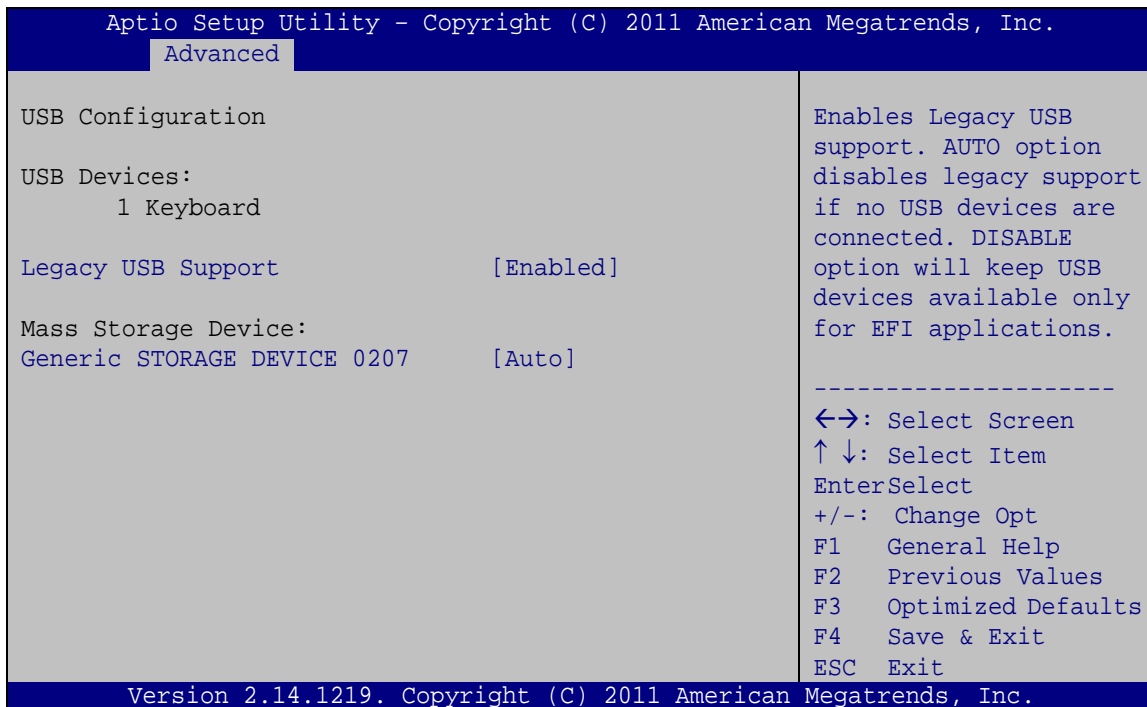 Aptio Setup Utility – Copyright (C) 2011 American Megatrends, Inc.
Advanced
USB Configuration
USB Devices:
1 Keyboard
Legacy USB Support [Enabled]
Mass Storage Device:
Generic STORAGE DEVICE 0207 [Auto]
Enables Legacy USB
support. AUTO option
disables legacy support
if no USB devices are
connected. DISABLE
option will keep USB
devices available only
for EFI applications.
---------------------
←→: Select Screen
↑ ↓: Select Item
EnterSelect
+/-: Change Opt
F1 General Help
F2 Previous Values
F3 Optimized Defaults
F4 Save & Exit
ESC Exit
Version 2.14.1219. Copyright (C) 2011 American Megatrends, Inc.